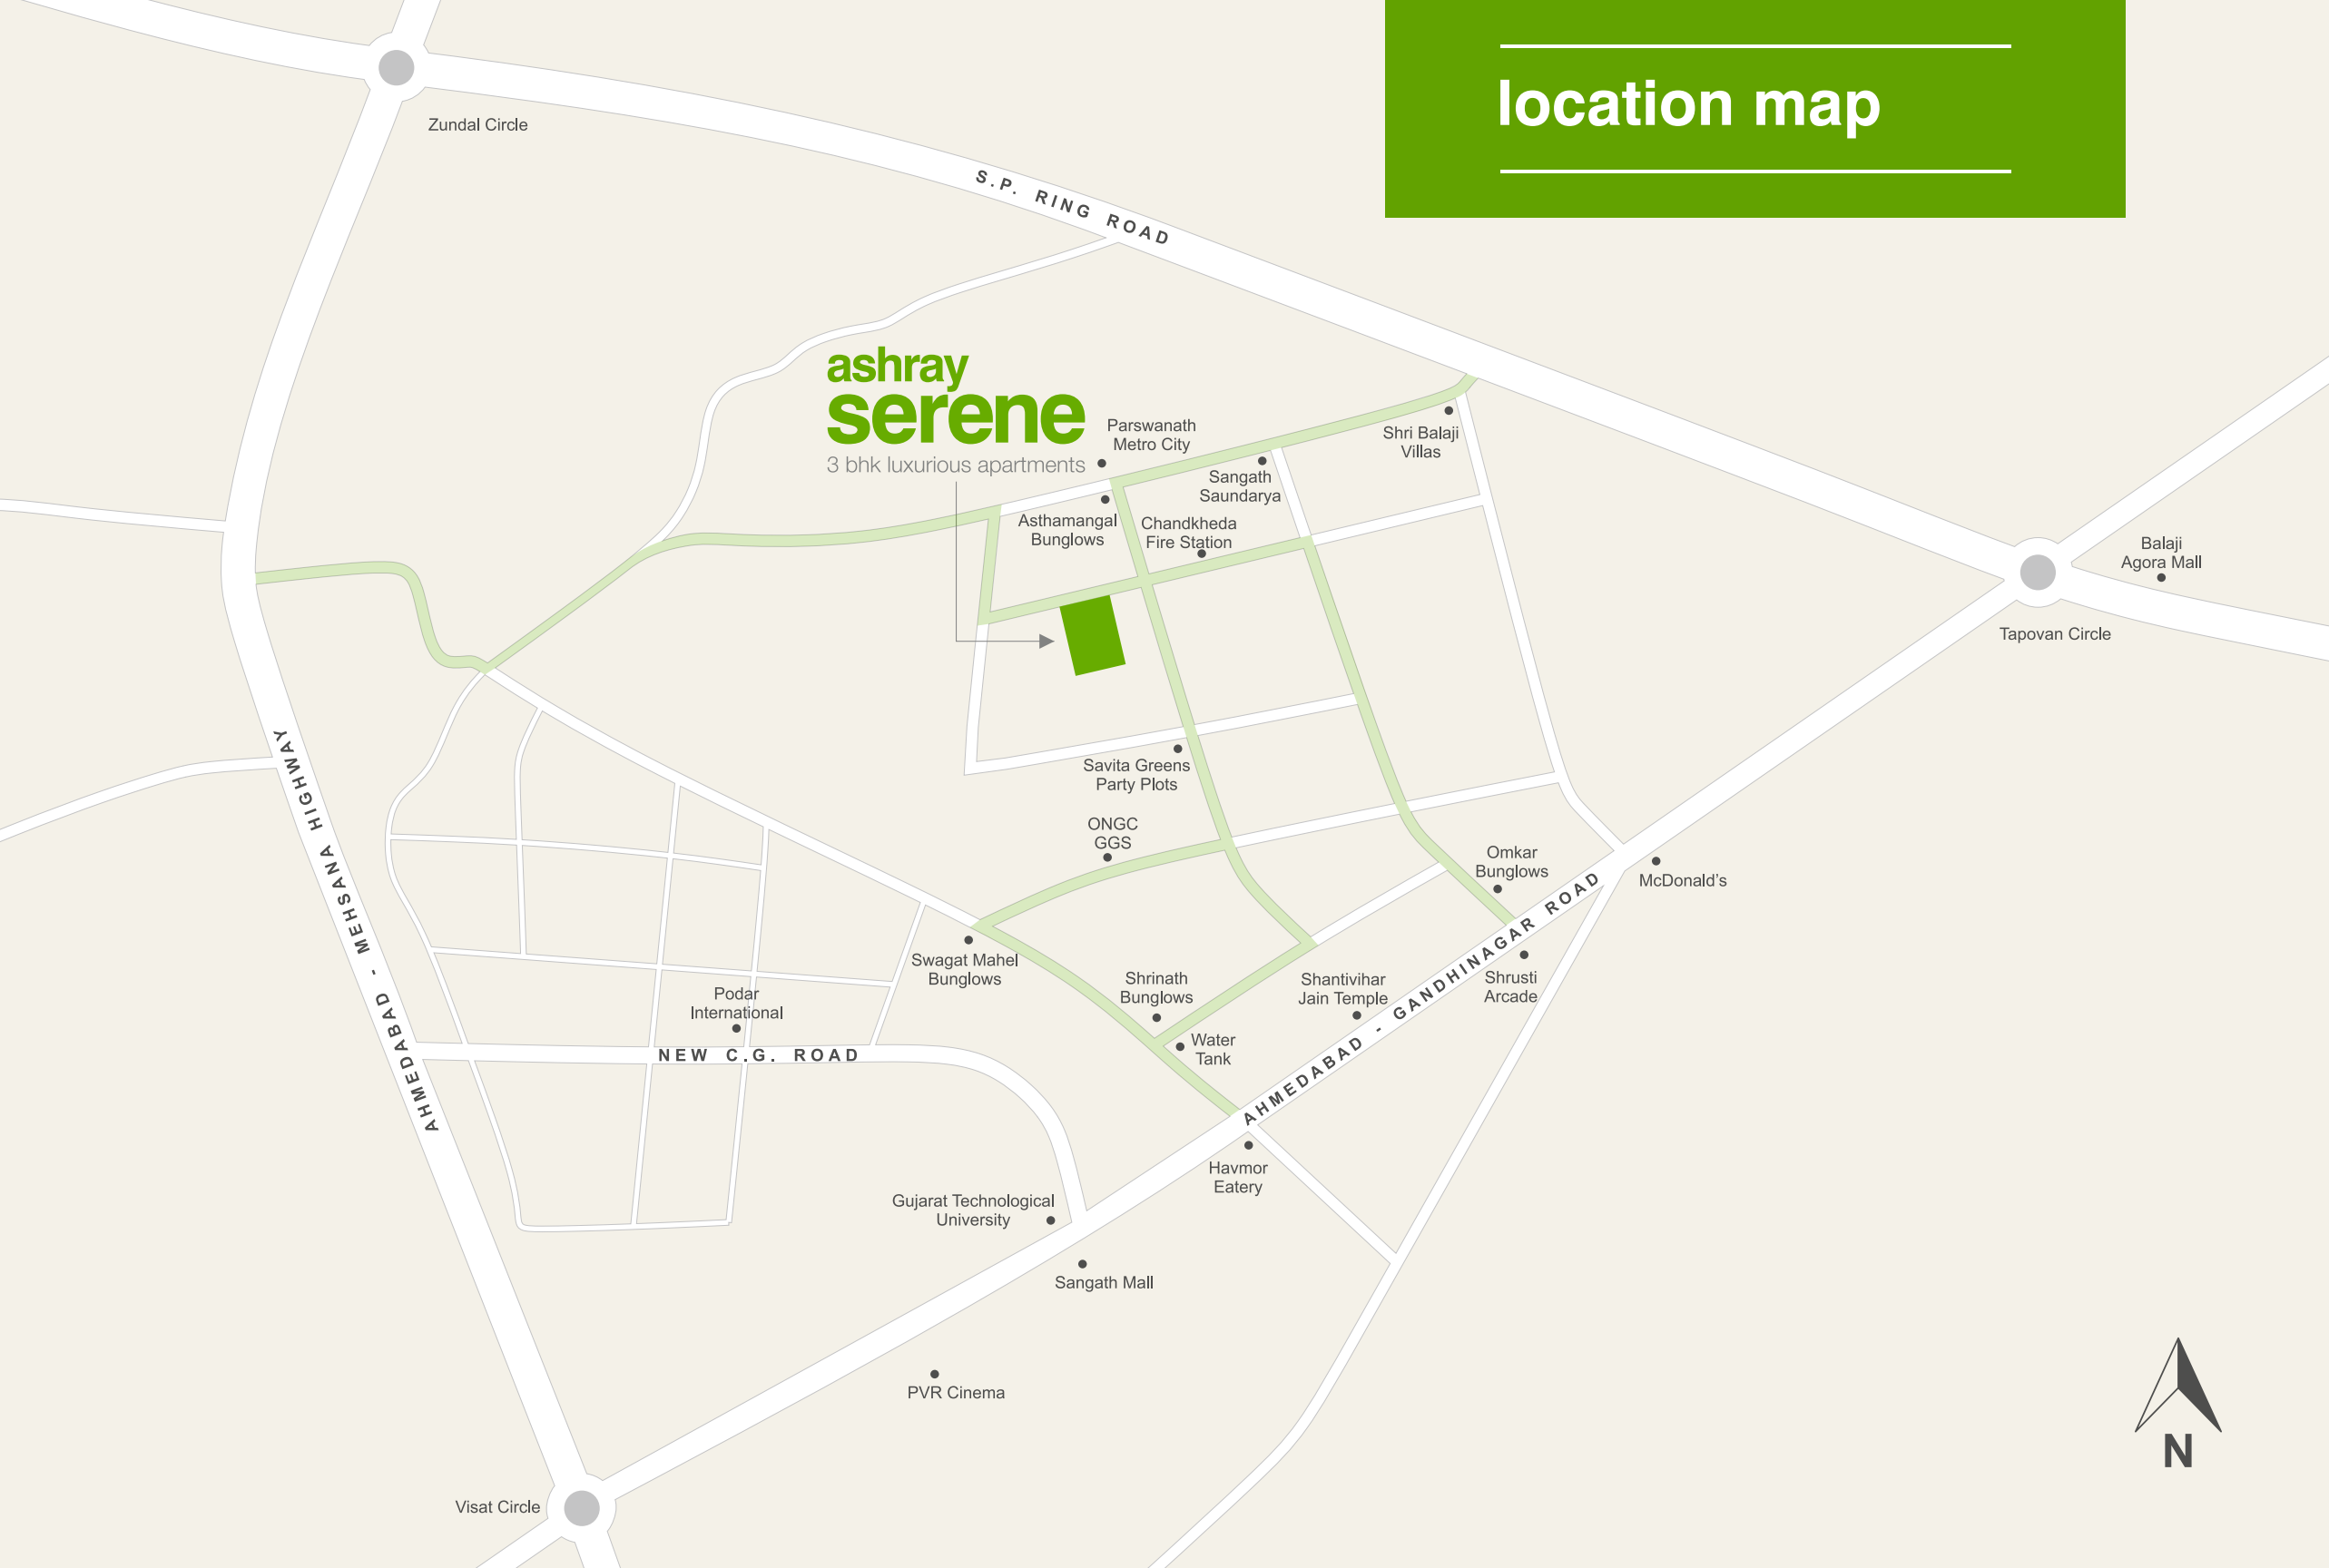 location map
Zundal Circle
S.P. RING ROAD
ashray
serene
3 bhk luxurious apartments
Parswanath
Metro City
Shri Balaji
Villas
Sangath
Saundarya
Asthamangal
Bunglows
Chandkheda
Fire Station
Balaji
Agora Mall
Tapovan Circle
AHMEDABAD - MEHSANA HIGHWAY
Savita Greens
Party Plots
ONGC
GGS
Omkar
Bunglows
McDonald's
AHMEDABAD - GANDHINAGAR ROAD
Swagat Mahel
Bunglows
Shrinath
Bunglows
Shantivihar
Jain Temple
Shrusti
Arcade
Podar
International
Water
Tank
NEW C.G. ROAD
Havmor
Eatery
Gujarat Technological
University
Sangath Mall
PVR Cinema
Visat Circle
N